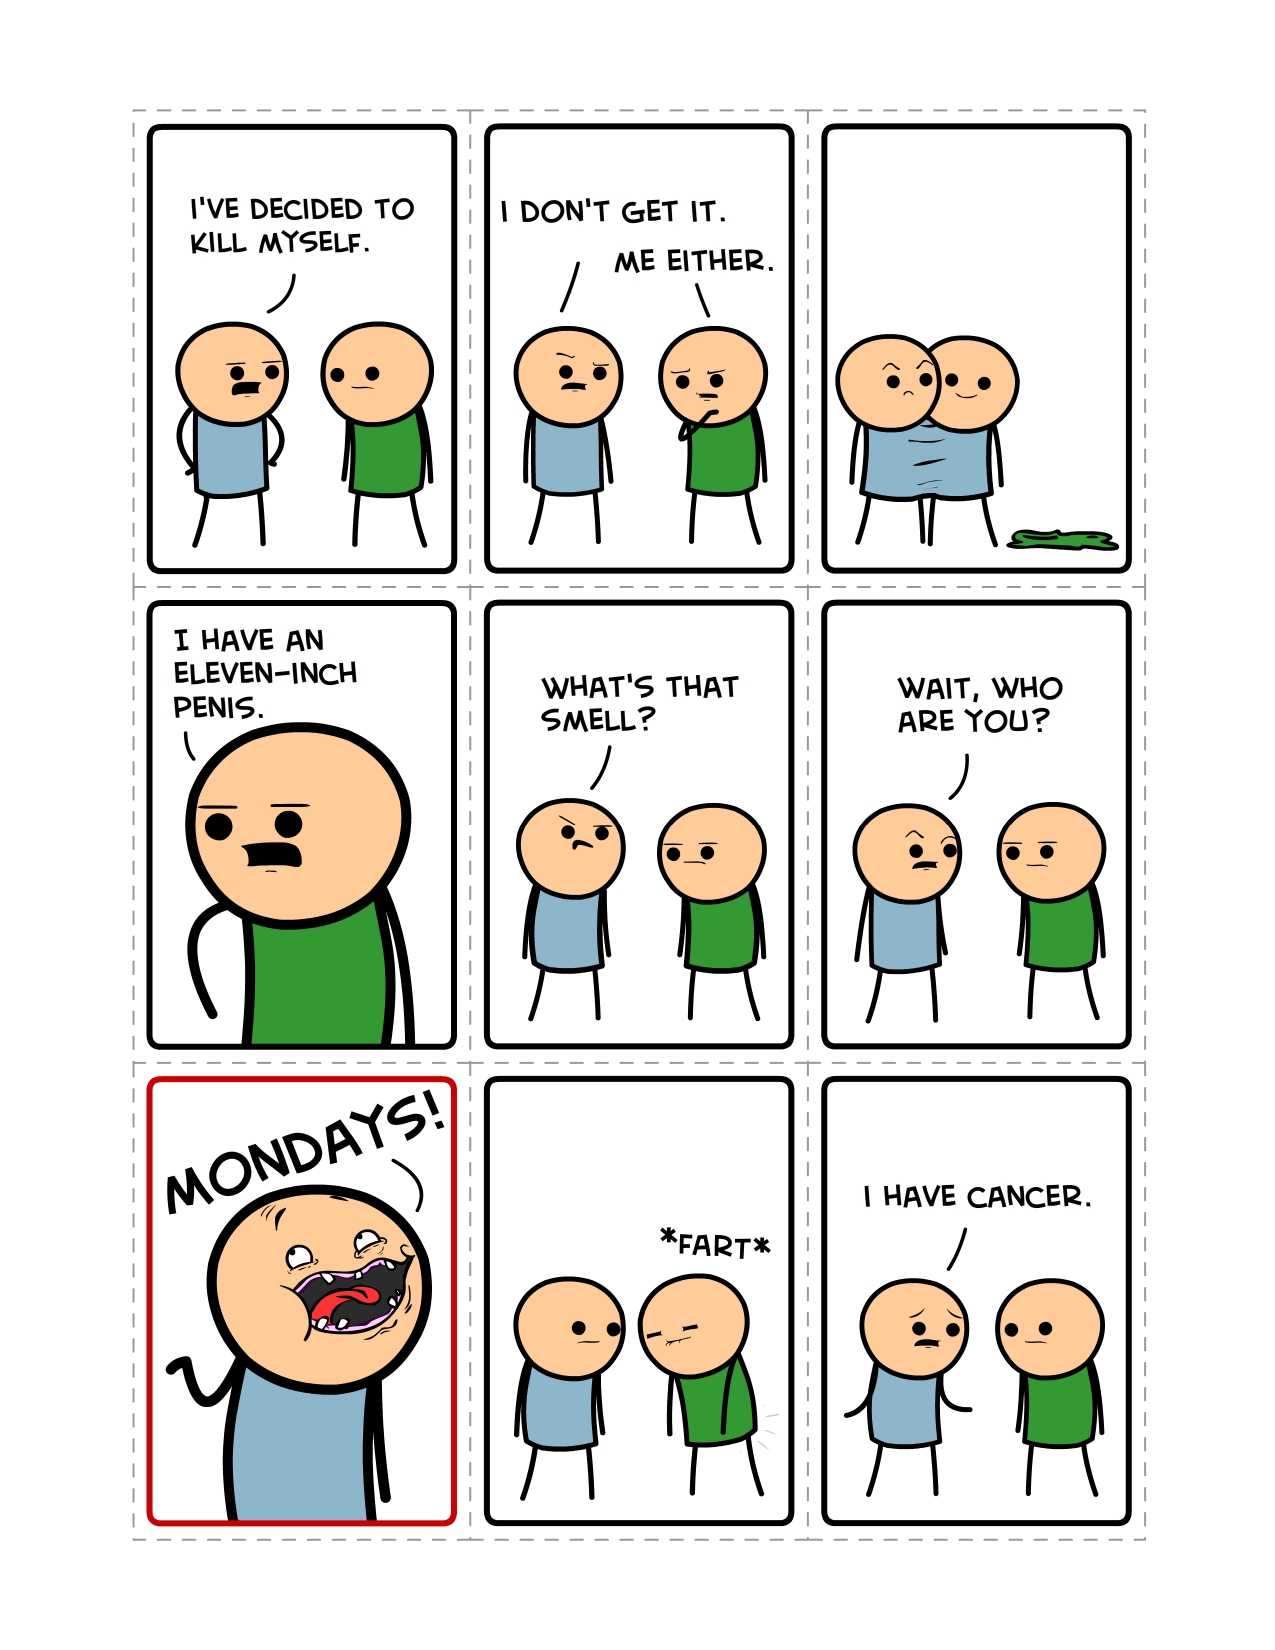 I'VE DECIDED TO
KILL MYSELF.
I DON'T GET IT.
ME EITHER.
I HAVE AN
ELEVEN-INCH
PENIS.
WHAT'S THAT
SMELL?
WAIT, WHO
ARE YOU?
MONDAYS!
*FART*
I HAVE CANCER.